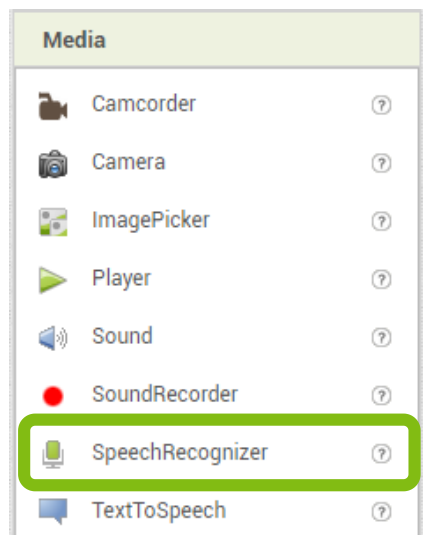 Media
Camcorder ?
Camera ?
ImagePicker ?
Player ?
Sound ?
SoundRecorder ?
SpeechRecognizer ?
TextToSpeech ?